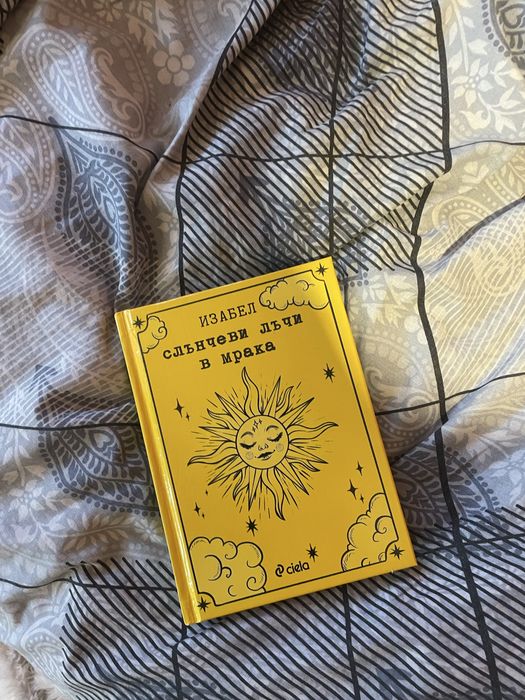 ИЗАБЕЛ
слънчеви лъчи
в мрака
ciela